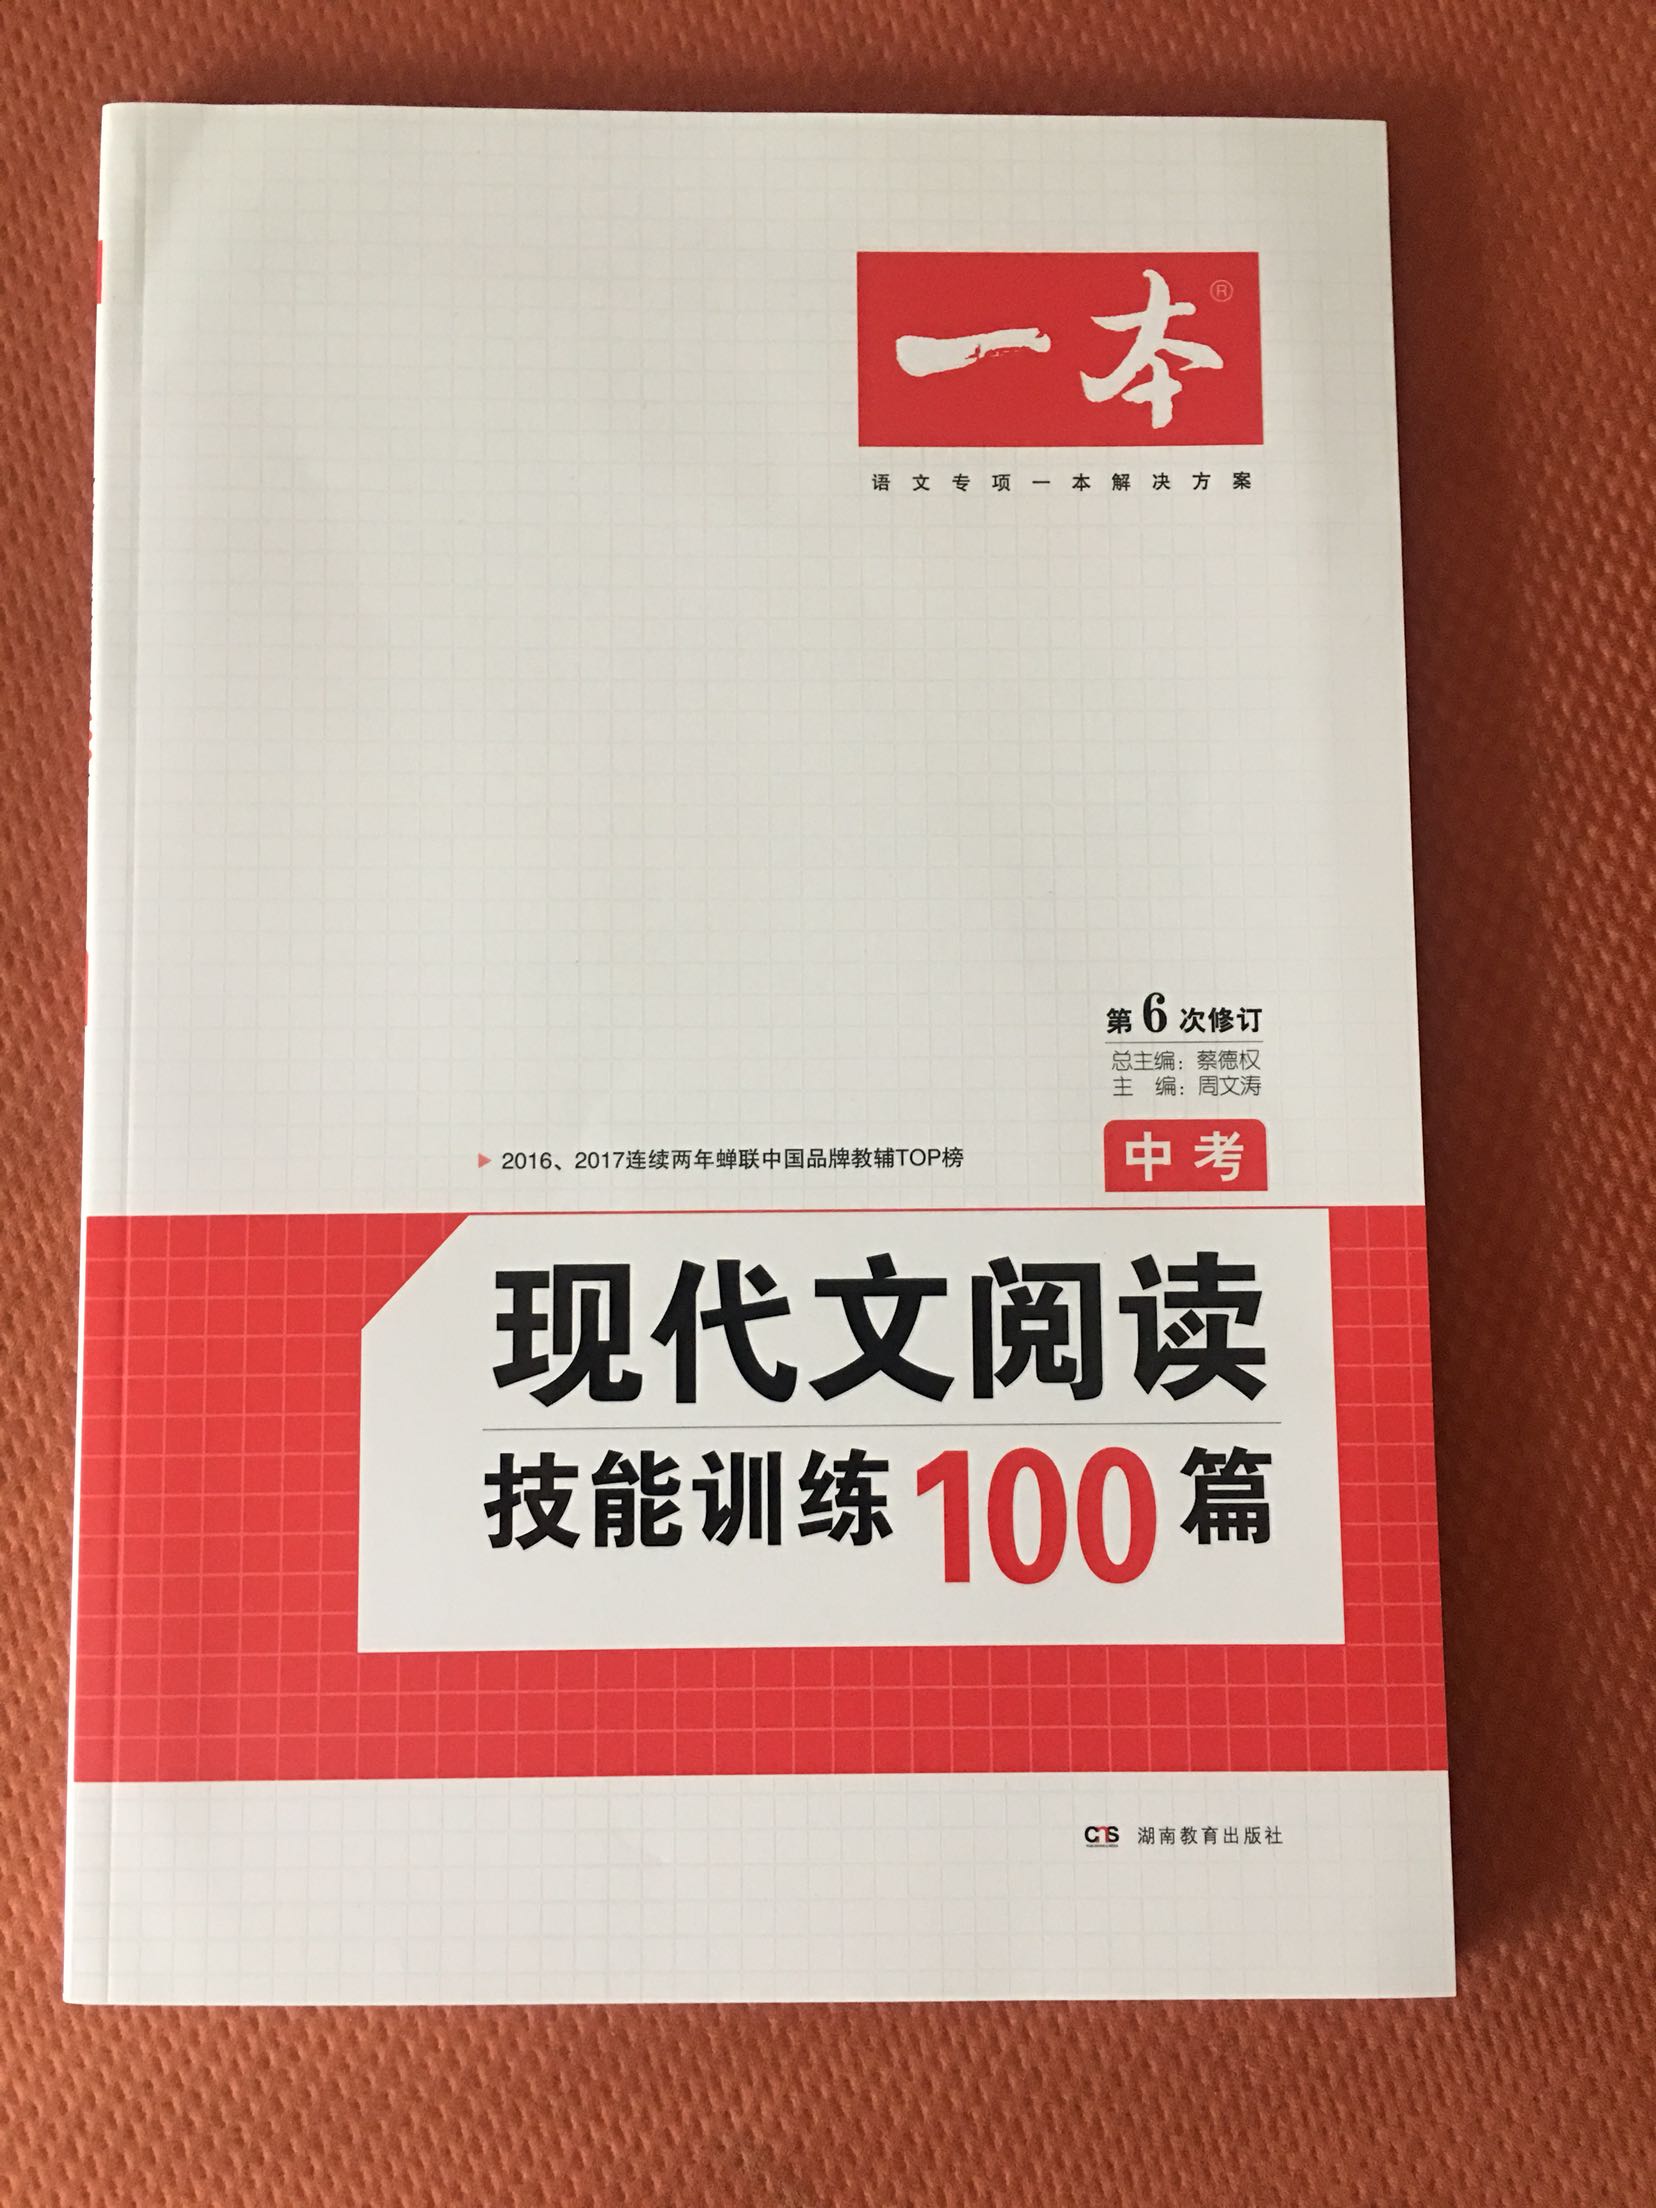 一本®
语文专项一本解决方案
第6次修订
总主编：蔡德权
主 编：周文涛
中考
2016、2017连续两年蝉联中国品牌教辅TOP榜
现代文阅读
技能训练100篇
CNS 湖南教育出版社